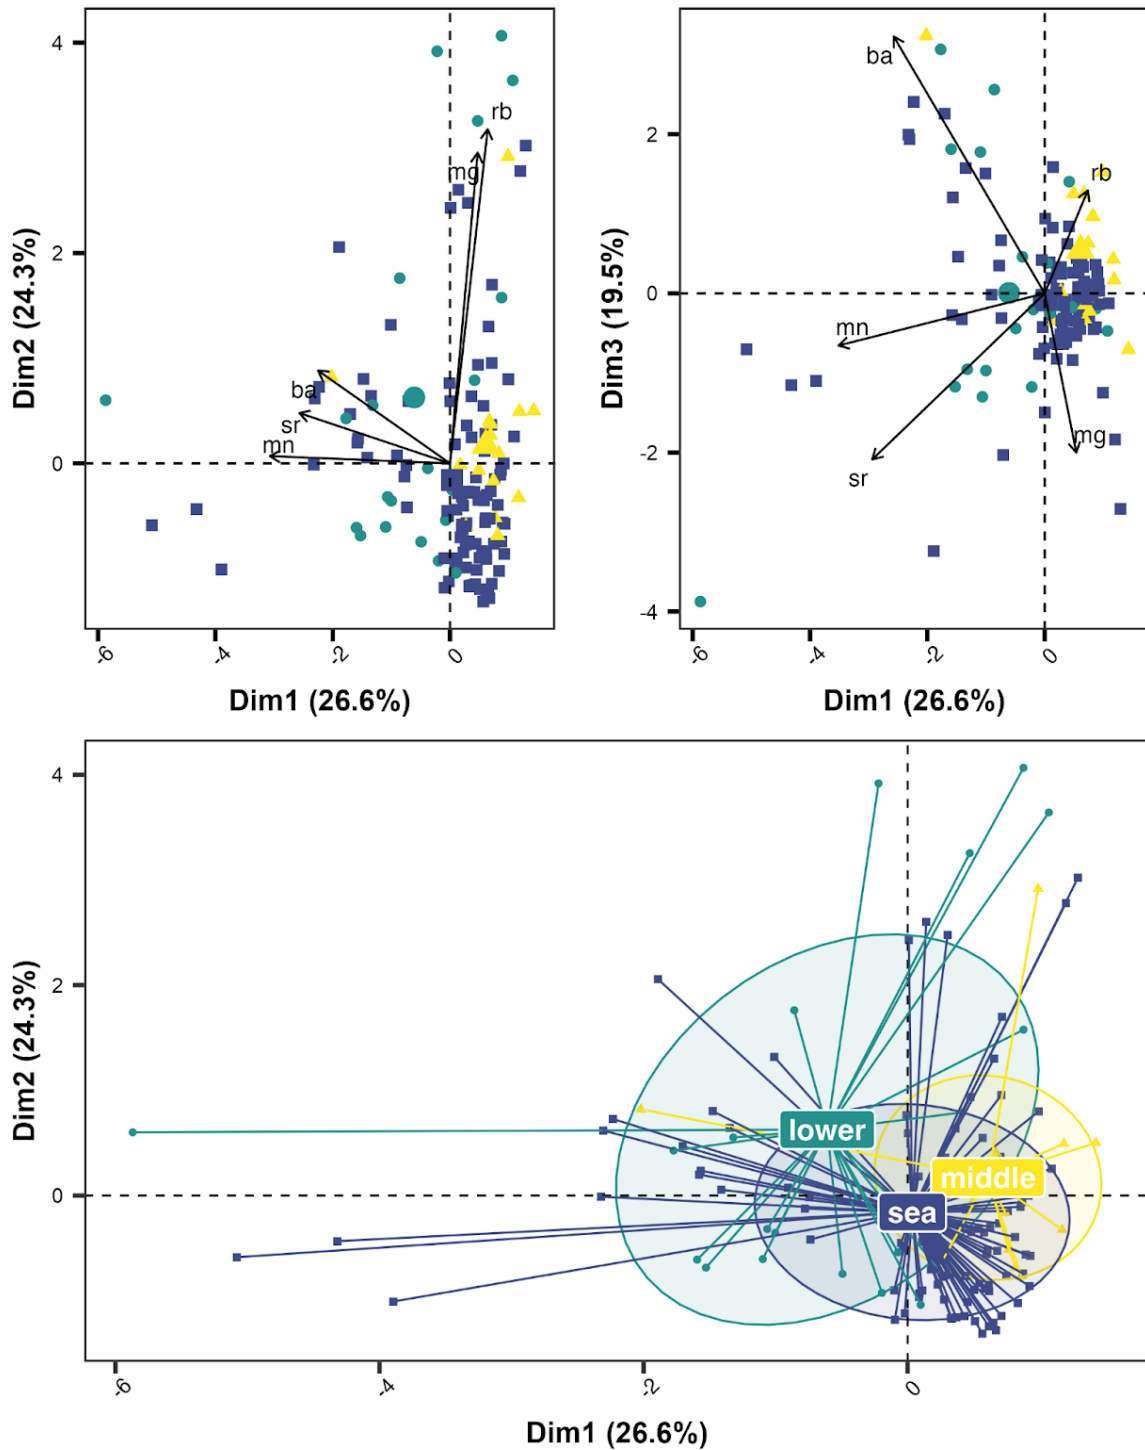 4
2
0
Dim2 (24.3%)
rb
mg
ba
sr
mn
-6
-4
-2
0
Dim1 (26.6%)
2
0
-2
-4
Dim3 (19.5%)
ba
rb
mn
mg
sr
-6
-4
-2
0
Dim1 (26.6%)
4
2
0
Dim2 (24.3%)
lower
middle
sea
-6
-4
-2
0
Dim1 (26.6%)